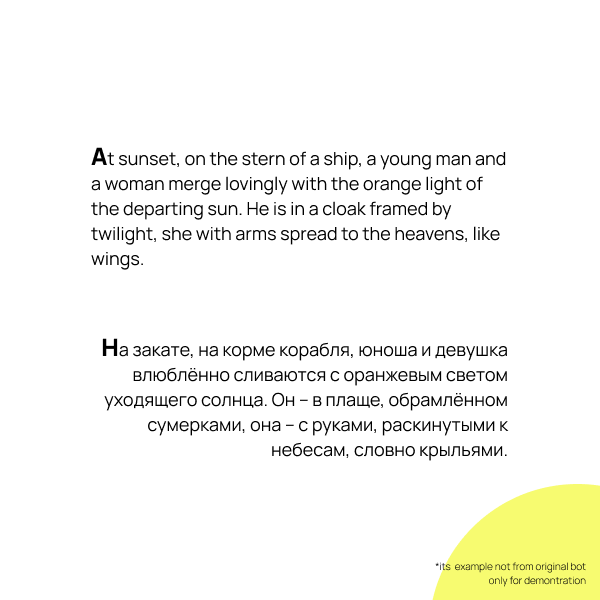 At sunset, on the stern of a ship, a young man and
a woman merge lovingly with the orange light of
the departing sun. He is in a cloak framed by
twilight, she with arms spread to the heavens, like
wings.
На закате, на корме корабля, юноша и девушка
влюблённо сливаются с оранжевым светом
уходящего солнца. Он – в плаще, обрамлённом
сумерками, она – с руками, раскинутыми к
небесам, словно крыльями.
*its example not from original bot
only for demontration